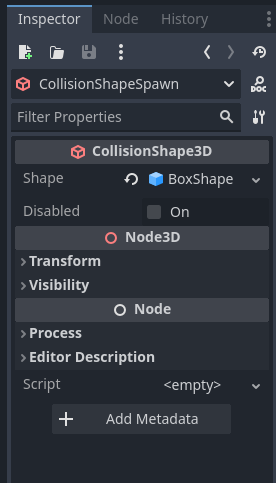 Inspector Node History
CollisionShapeSpawn DOC
Filter Properties
CollisionShape3D
Shape BoxShape
Disabled On
Node3D
Transform
Visibility
Node
Process
Editor Description
Script <empty>
Add Metadata